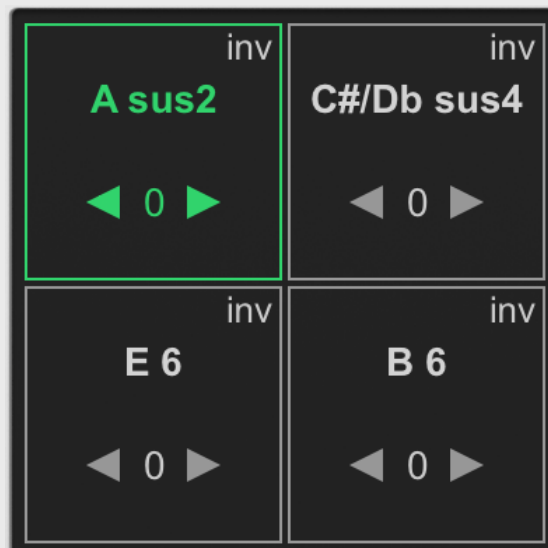 inv
A sus2
◀ 0 ▶
inv
C#/Db sus4
◀ 0 ▶
inv
E 6
◀ 0 ▶
inv
B 6
◀ 0 ▶